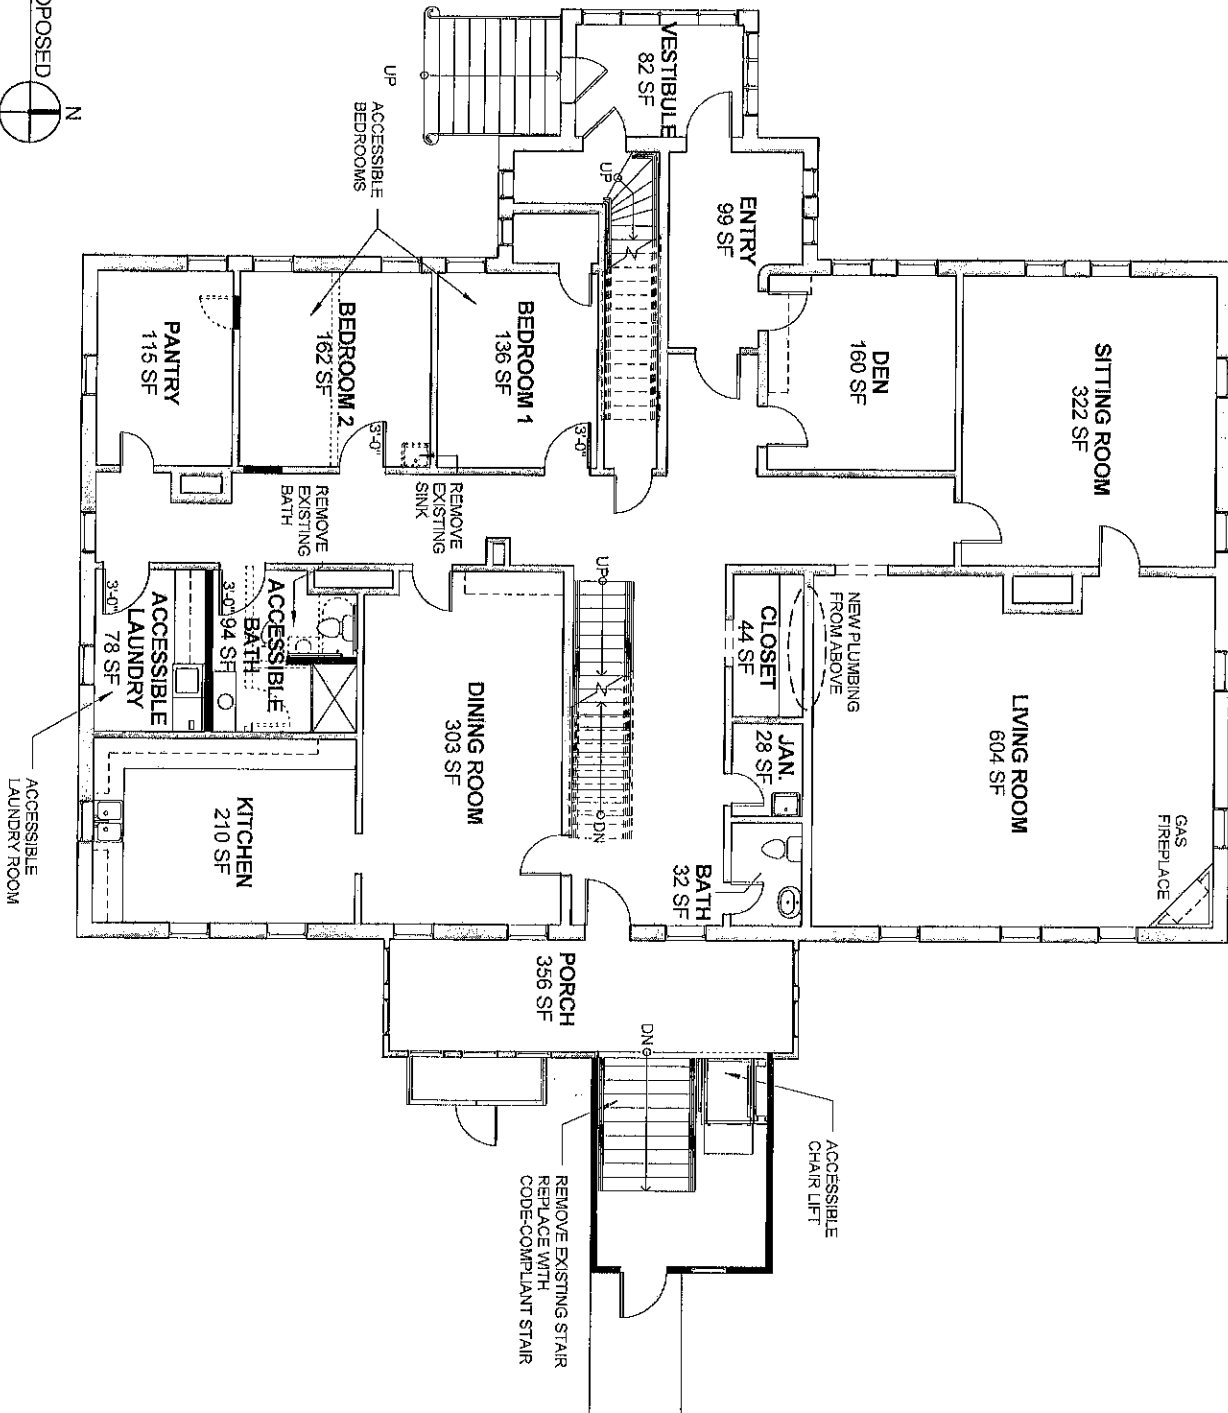 OPOSED
N
UP
ACCESSIBLE
BEDROOMS
VESTIBULE
82 SF
UP
ENTRY
99 SF
PANTRY
115 SF
BEDROOM 2
162 SF
3'-0"
BEDROOM 1
136 SF
3'-0"
DEN
160 SF
SITTING ROOM
322 SF
REMOVE
EXISTING
BATH
REMOVE
EXISTING
SINK
UP
DN
NEW PLUMBING
FROM ABOVE
CLOSET
44 SF
JAN.
28 SF
BATH
32 SF
LIVING ROOM
604 SF
GAS
FIREPLACE
3'-0"
ACCESSIBLE
LAUNDRY
78 SF
3'-0"
ACCESSIBLE
BATH
94 SF
DINING ROOM
303 SF
KITCHEN
210 SF
ACCESSIBLE
LAUNDRY ROOM
PORCH
356 SF
DN
ACCESSIBLE
CHAIR LIFT
REMOVE EXISTING STAIR
REPLACE WITH
CODE-COMPLIANT STAIR